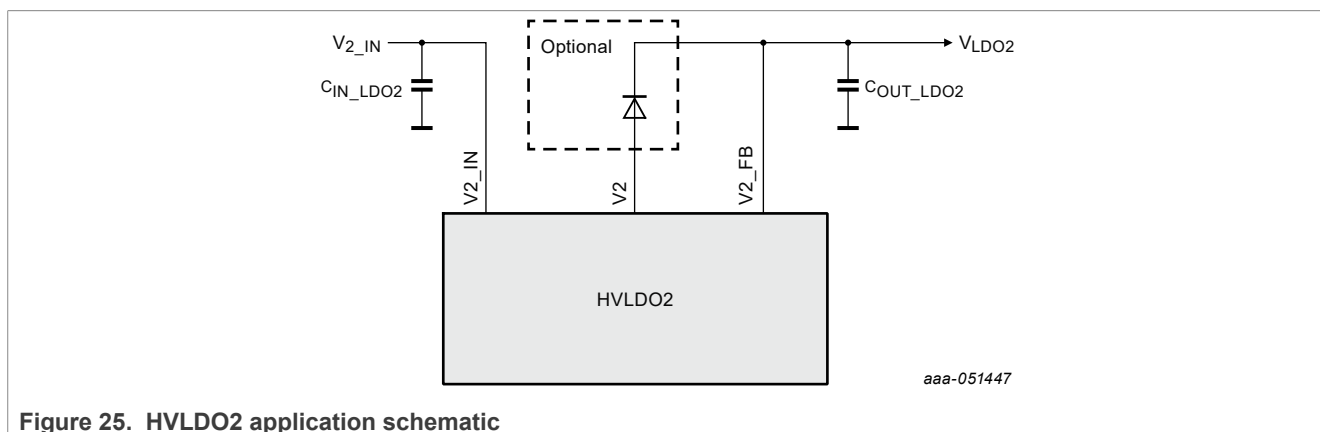 V2_IN
Optional
VLDO2
CIN_LDO2
COUT_LDO2
V2_IN
V2
V2_FB
HVLDO2
aaa-051447
Figure 25. HVLDO2 application schematic